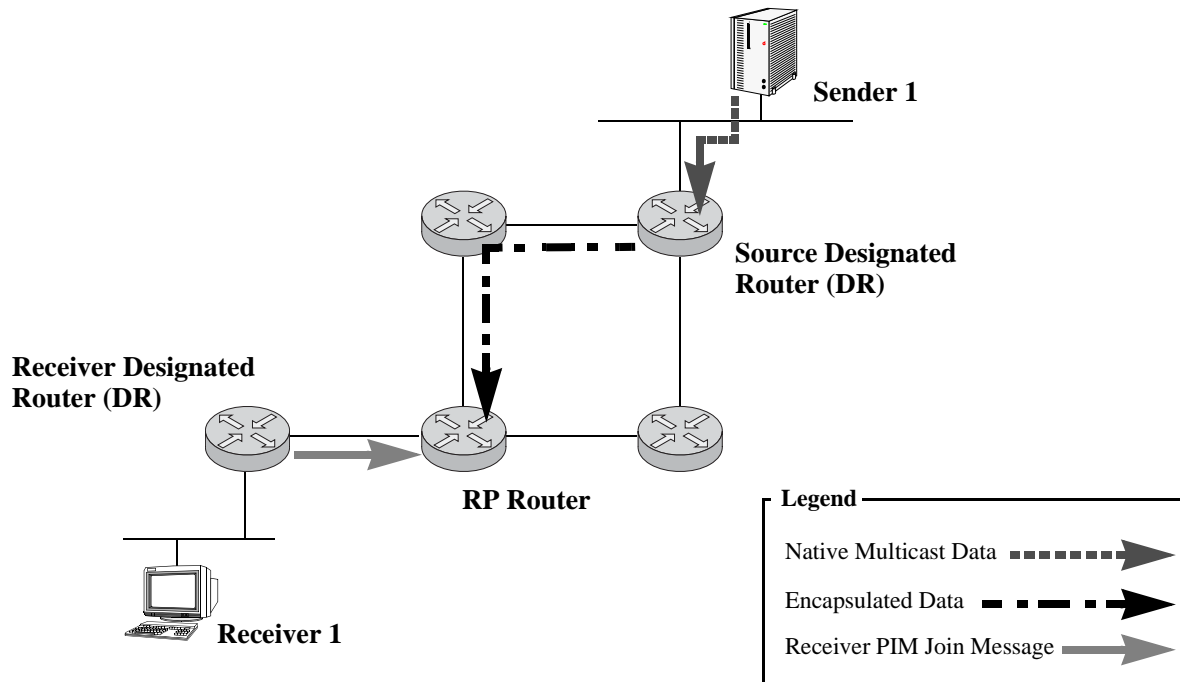 Sender 1
Source Designated
Router (DR)
Receiver Designated
Router (DR)
RP Router
Receiver 1
Legend
Native Multicast Data
Encapsulated Data
Receiver PIM Join Message